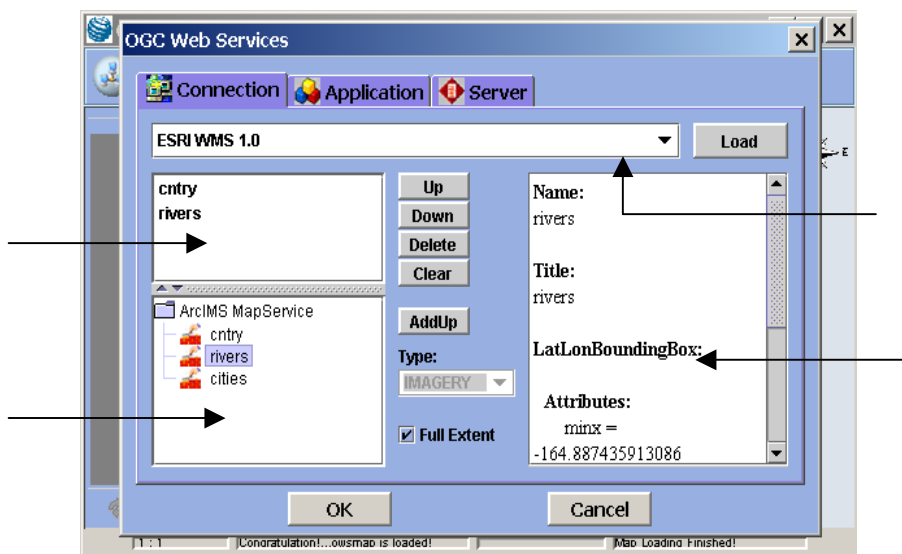 OGC Web Services
Connection
Application
Server
ESRI WMS 1.0
Load
E
cntry
rivers
Up
Down
Delete
Clear
AddUp
Type:
IMAGERY
Full Extent
ArcIMS MapService
cntry
rivers
cities
Name:
rivers
Title:
rivers
LatLonBoundingBox:
Attributes:
minx =
-164.887435913086
OK
Cancel
1 : 1
Congratulation!...owsmap is loaded!
Map Loading Finished!